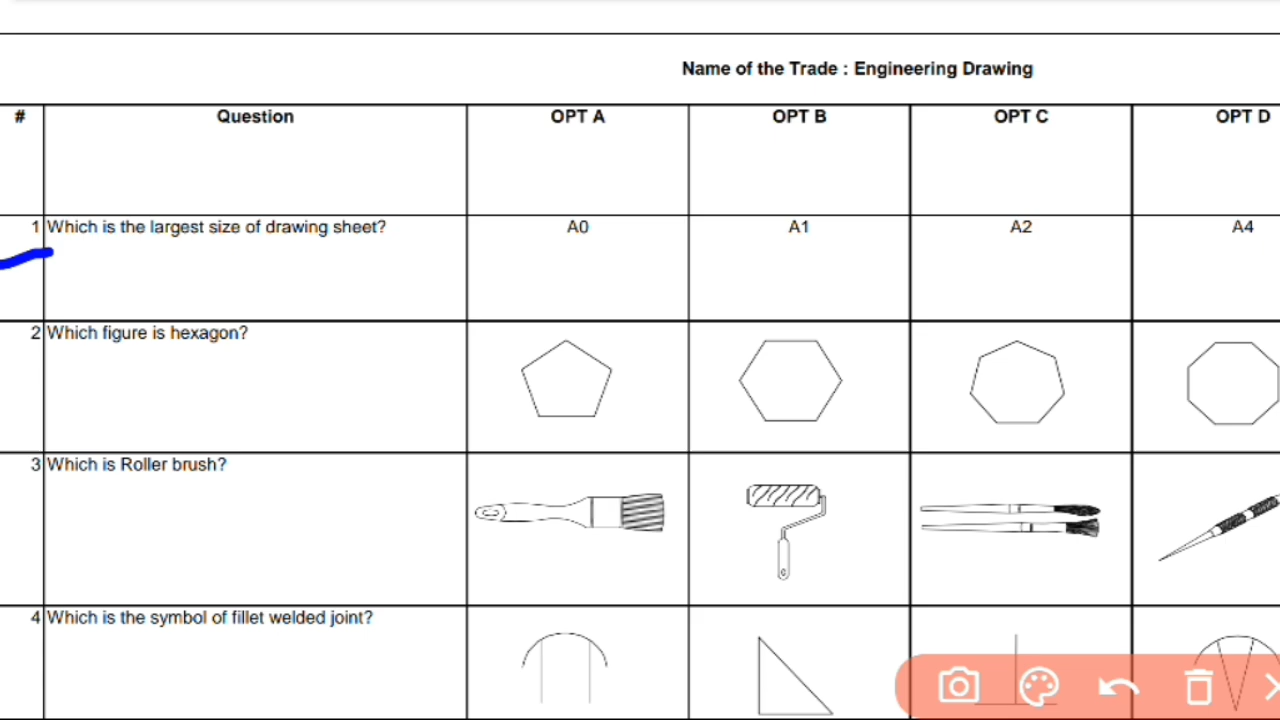 Name of the Trade : Engineering Drawing
# Question OPT A OPT B OPT C OPT D
1 Which is the largest size of drawing sheet? A0 A1 A2 A4
2 Which figure is hexagon?
3 Which is Roller brush?
4 Which is the symbol of fillet welded joint?